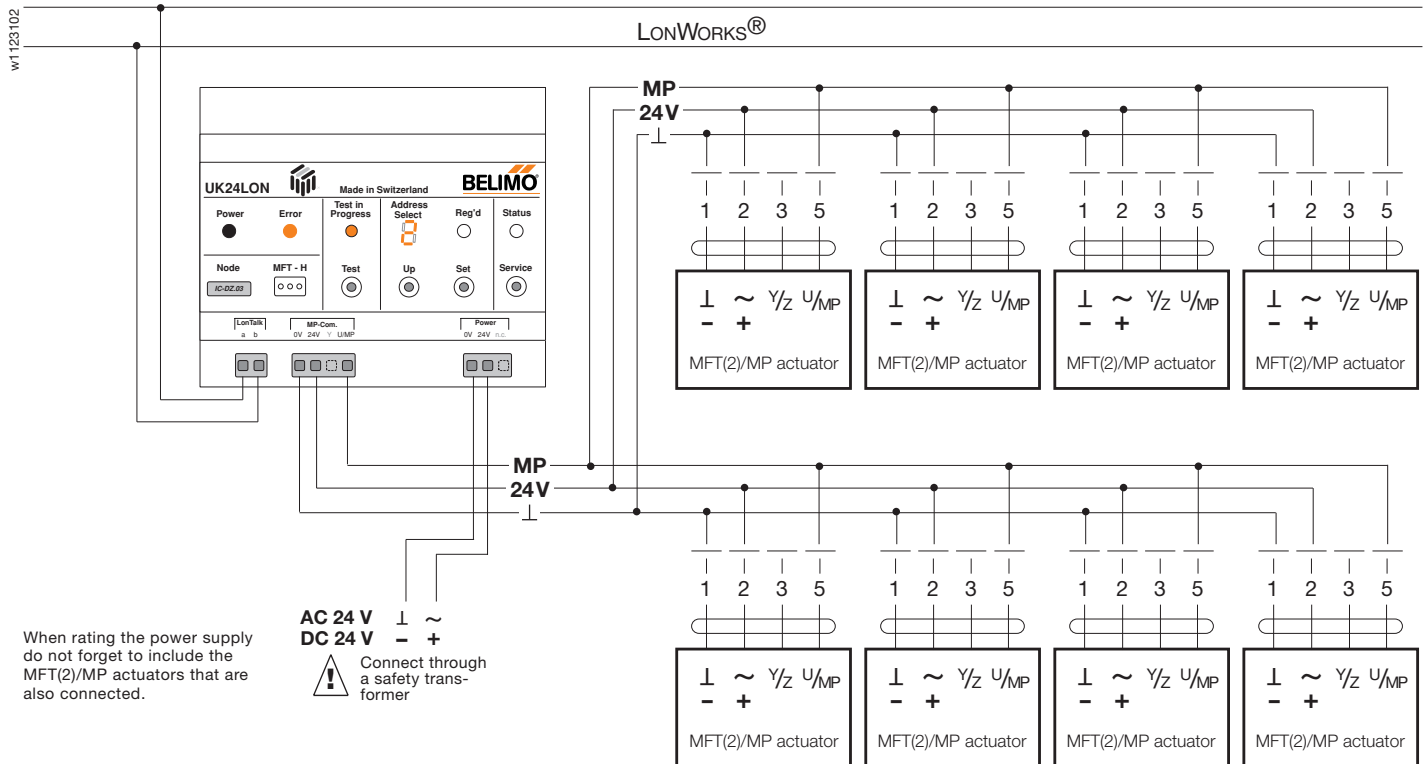 w1123102
LONWORKS®
UK24LON
Made in Switzerland
BELIMO
Power Error Test in Progress Address Select Reg'd Status
8
Node MFT - H Test Up Set Service
IC-DZ.03
LonTalk MP-Com. Power
a b 0V 24V Y U/MP 0V 24V n.c.
MP
24V
⊥
1 2 3 5 1 2 3 5 1 2 3 5 1 2 3 5
⊥ ~ Y/Z U/MP ⊥ ~ Y/Z U/MP ⊥ ~ Y/Z U/MP ⊥ ~ Y/Z U/MP
- + - + - + - +
MFT(2)/MP actuator MFT(2)/MP actuator MFT(2)/MP actuator MFT(2)/MP actuator
MP
24V
⊥
1 2 3 5 1 2 3 5 1 2 3 5 1 2 3 5
⊥ ~ Y/Z U/MP ⊥ ~ Y/Z U/MP ⊥ ~ Y/Z U/MP ⊥ ~ Y/Z U/MP
- + - + - + - +
MFT(2)/MP actuator MFT(2)/MP actuator MFT(2)/MP actuator MFT(2)/MP actuator
AC 24 V ⊥ ~
DC 24 V - +
!
Connect through
a safety trans-
former
When rating the power supply
do not forget to include the
MFT(2)/MP actuators that are
also connected.